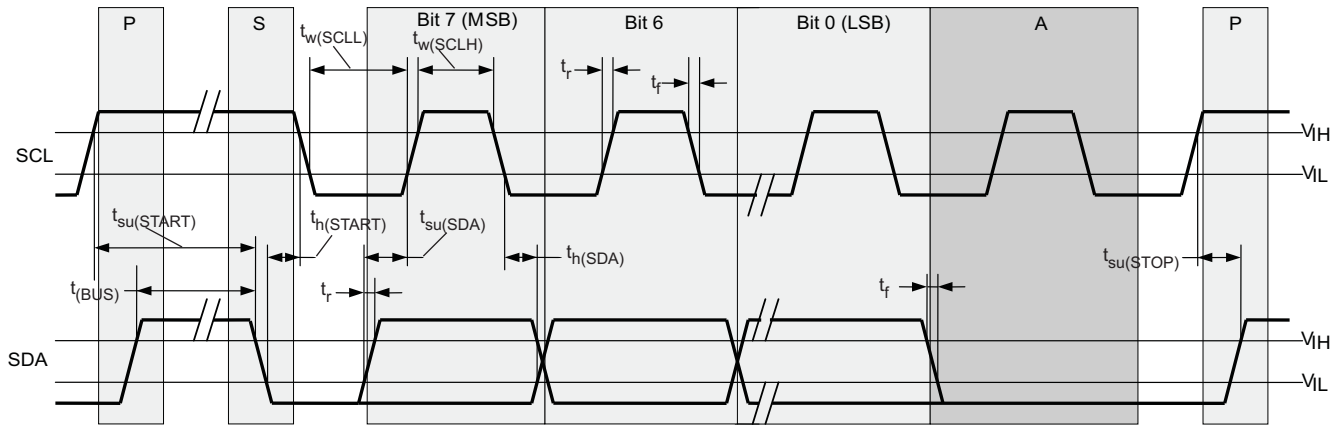 P S Bit 7 (MSB) Bit 6 Bit 0 (LSB) A P
tw(SCLL) tw(SCLH) tr tf
SCL VIH
VIL
tsu(START) th(START) tsu(SDA) th(SDA) tsu(STOP)
t(BUS) tr tf
SDA VIH
VIL